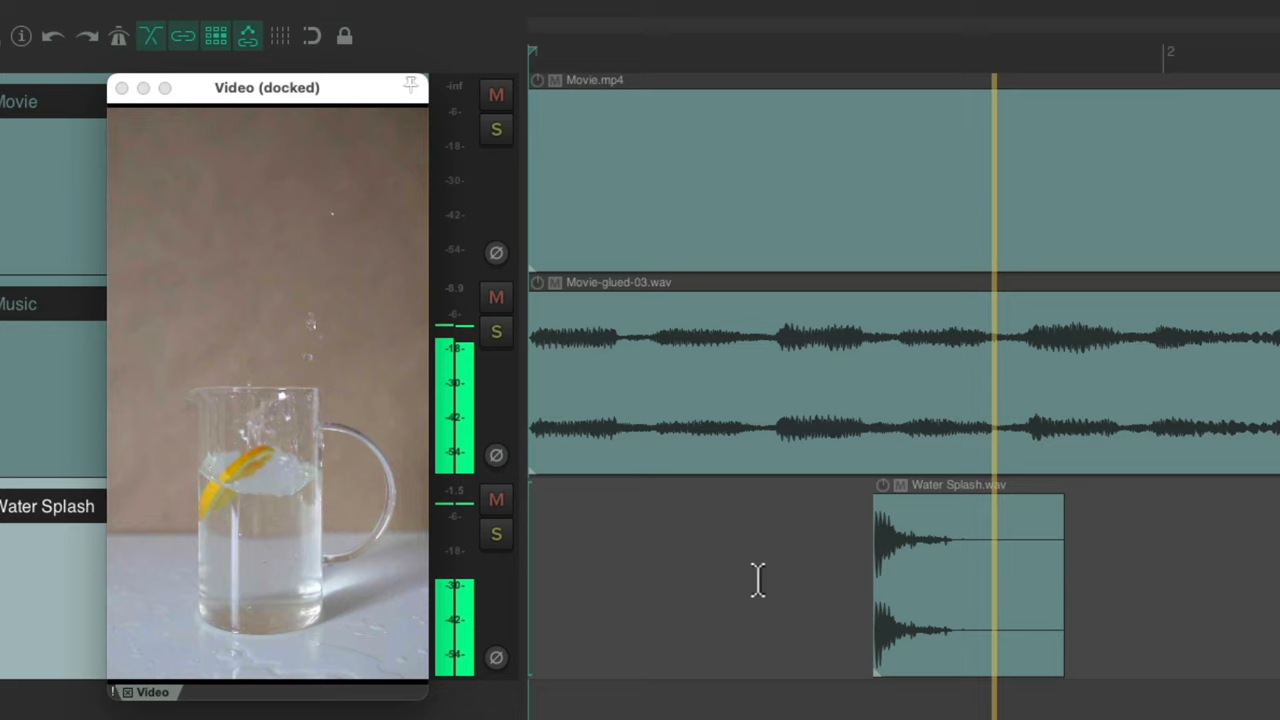 Video (docked)
2
Movie
-inf
-6-
-18-
-30-
-42-
-54-
M
S
Movie.mp4
Music
-8.9
-6-
-18-
-30-
-42-
-54-
M
S
Movie-glued-03.wav
Water Splash
-1.5
-6-
-18-
-30-
-42-
-54-
M
S
M Water Splash.wav
Video